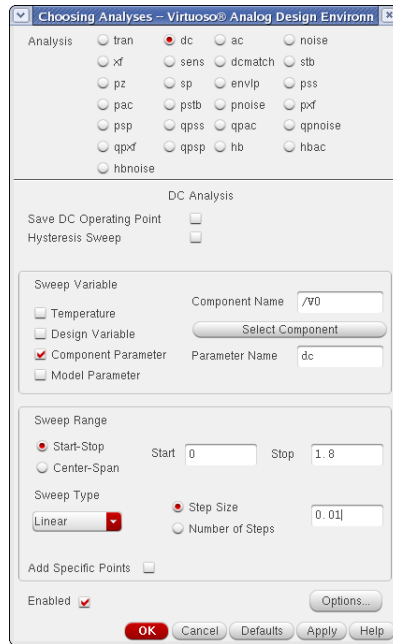 Choosing Analyses -- Virtuoso® Analog Design Environn
Analysis tran dc ac noise
xf sens dcmatch stb
pz sp envlp pss
pac pstb pnoise pxf
psp qpss qpac qpnoise
qpxf qpsp hb hbac
hbnoise
DC Analysis
Save DC Operating Point
Hysteresis Sweep
Sweep Variable
Temperature
Design Variable
Component Parameter
Model Parameter
Component Name /V0
Select Component
Parameter Name dc
Sweep Range
Start-Stop
Center-Span
Start 0 Stop 1.8
Sweep Type
Linear
Step Size
Number of Steps
0.01
Add Specific Points
Enabled
Options...
OK Cancel Defaults Apply Help